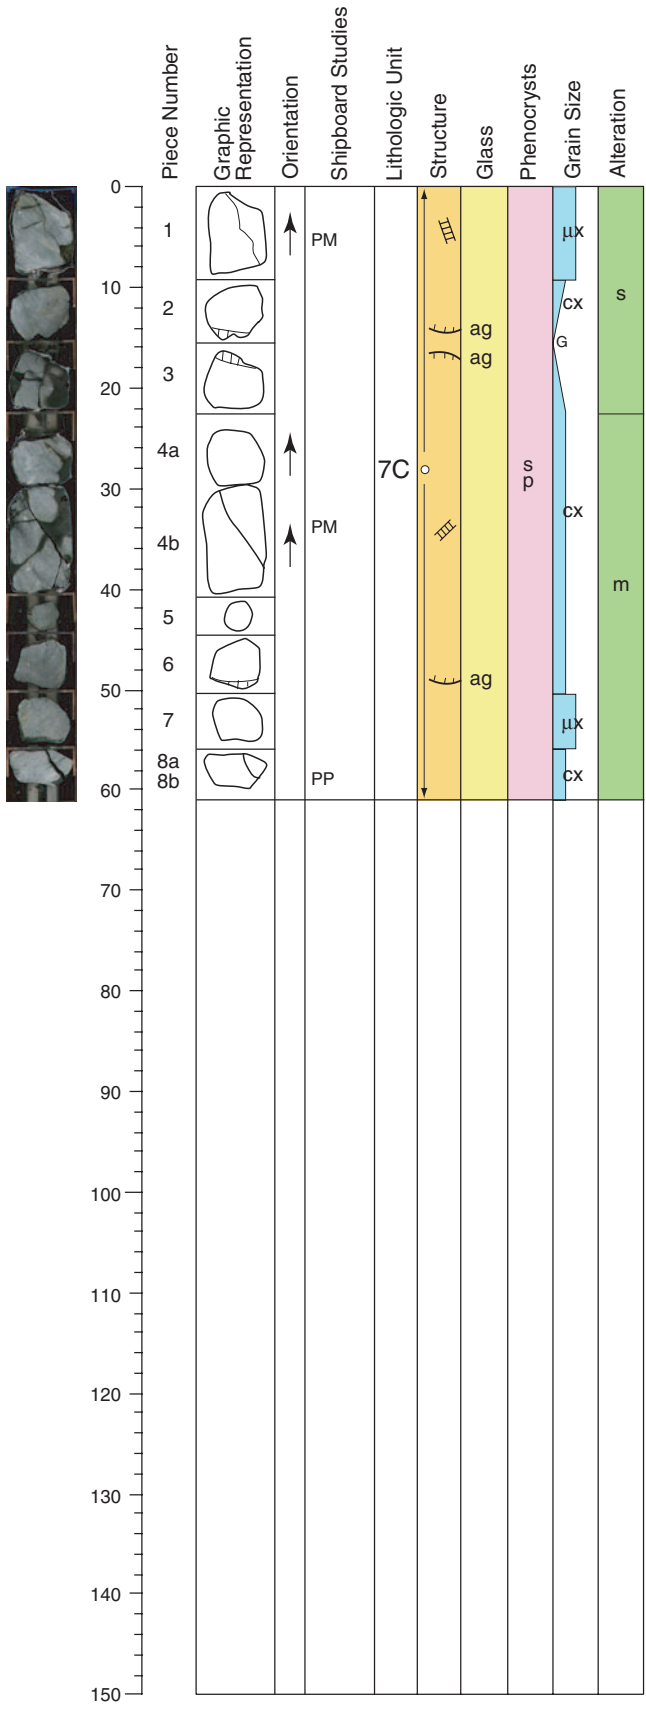 Piece Number
Graphic
Representation
Orientation
Shipboard Studies
Lithologic Unit
Structure
Glass
Phenocrysts
Grain Size
Alteration
0
1
PM
µx
10
2
cx
s
ag
G
ag
3
20
4a
7C
s
p
30
cx
PM
4b
40
m
5
6
ag
50
7
µx
8a
8b
PP
cx
60
70
80
90
100
110
120
130
140
150